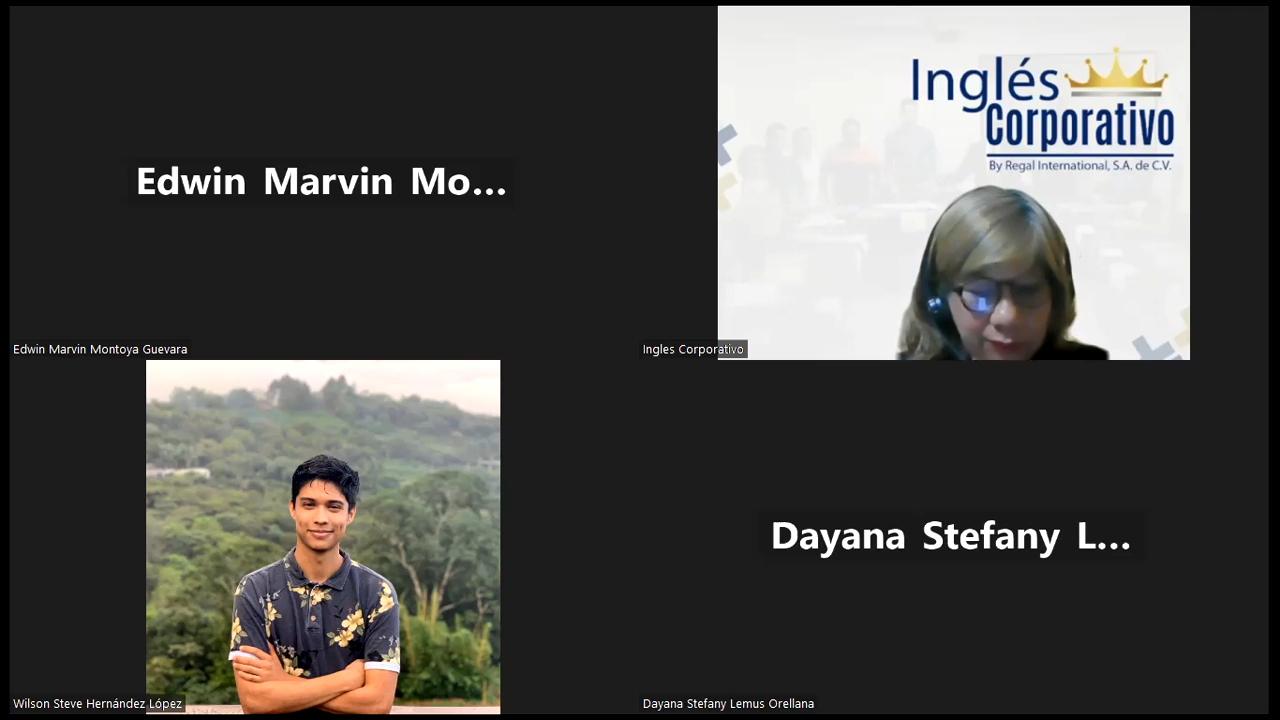 Edwin Marvin Mo...
Edwin Marvin Montoya Guevara
Inglés
Corporativo
By Regal International, S.A. de C.V.
Ingles Corporativo
Wilson Steve Hernández López
Dayana Stefany L...
Dayana Stefany Lemus Orellana